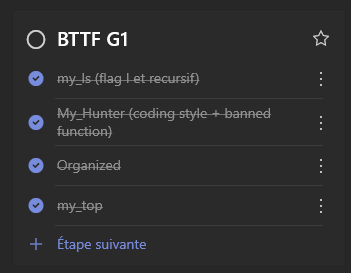 BTTF G1
my_ls (flag l et recursif)
My_Hunter (coding style + banned
function)
Organized
my_top
Étape suivante